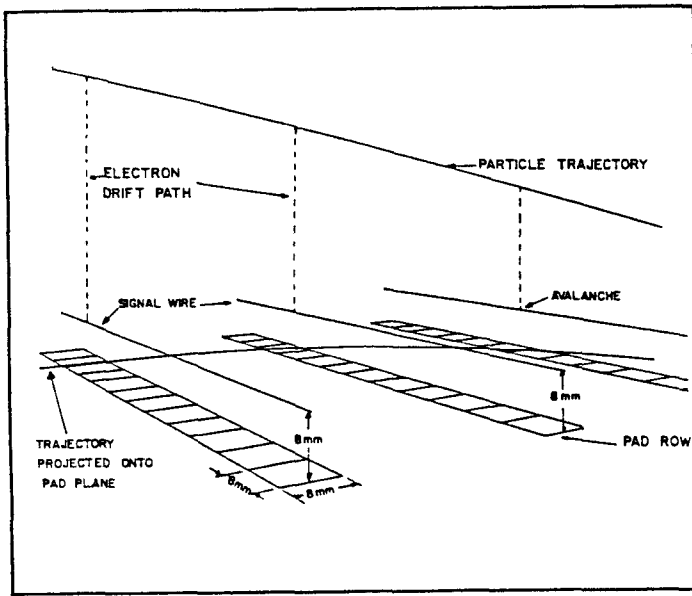 PARTICLE TRAJECTORY
ELECTRON
DRIFT PATH
SIGNAL WIRE
AVALANCHE
8mm
8mm
PAD ROW
TRAJECTORY
PROJECTED ONTO
PAD PLANE
8mm
8mm